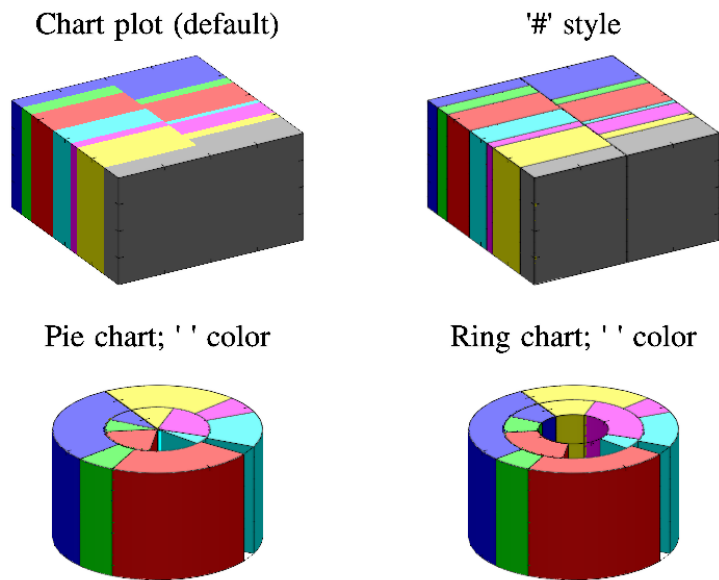 Chart plot (default)
'#' style
Pie chart; ' ' color
Ring chart; ' ' color